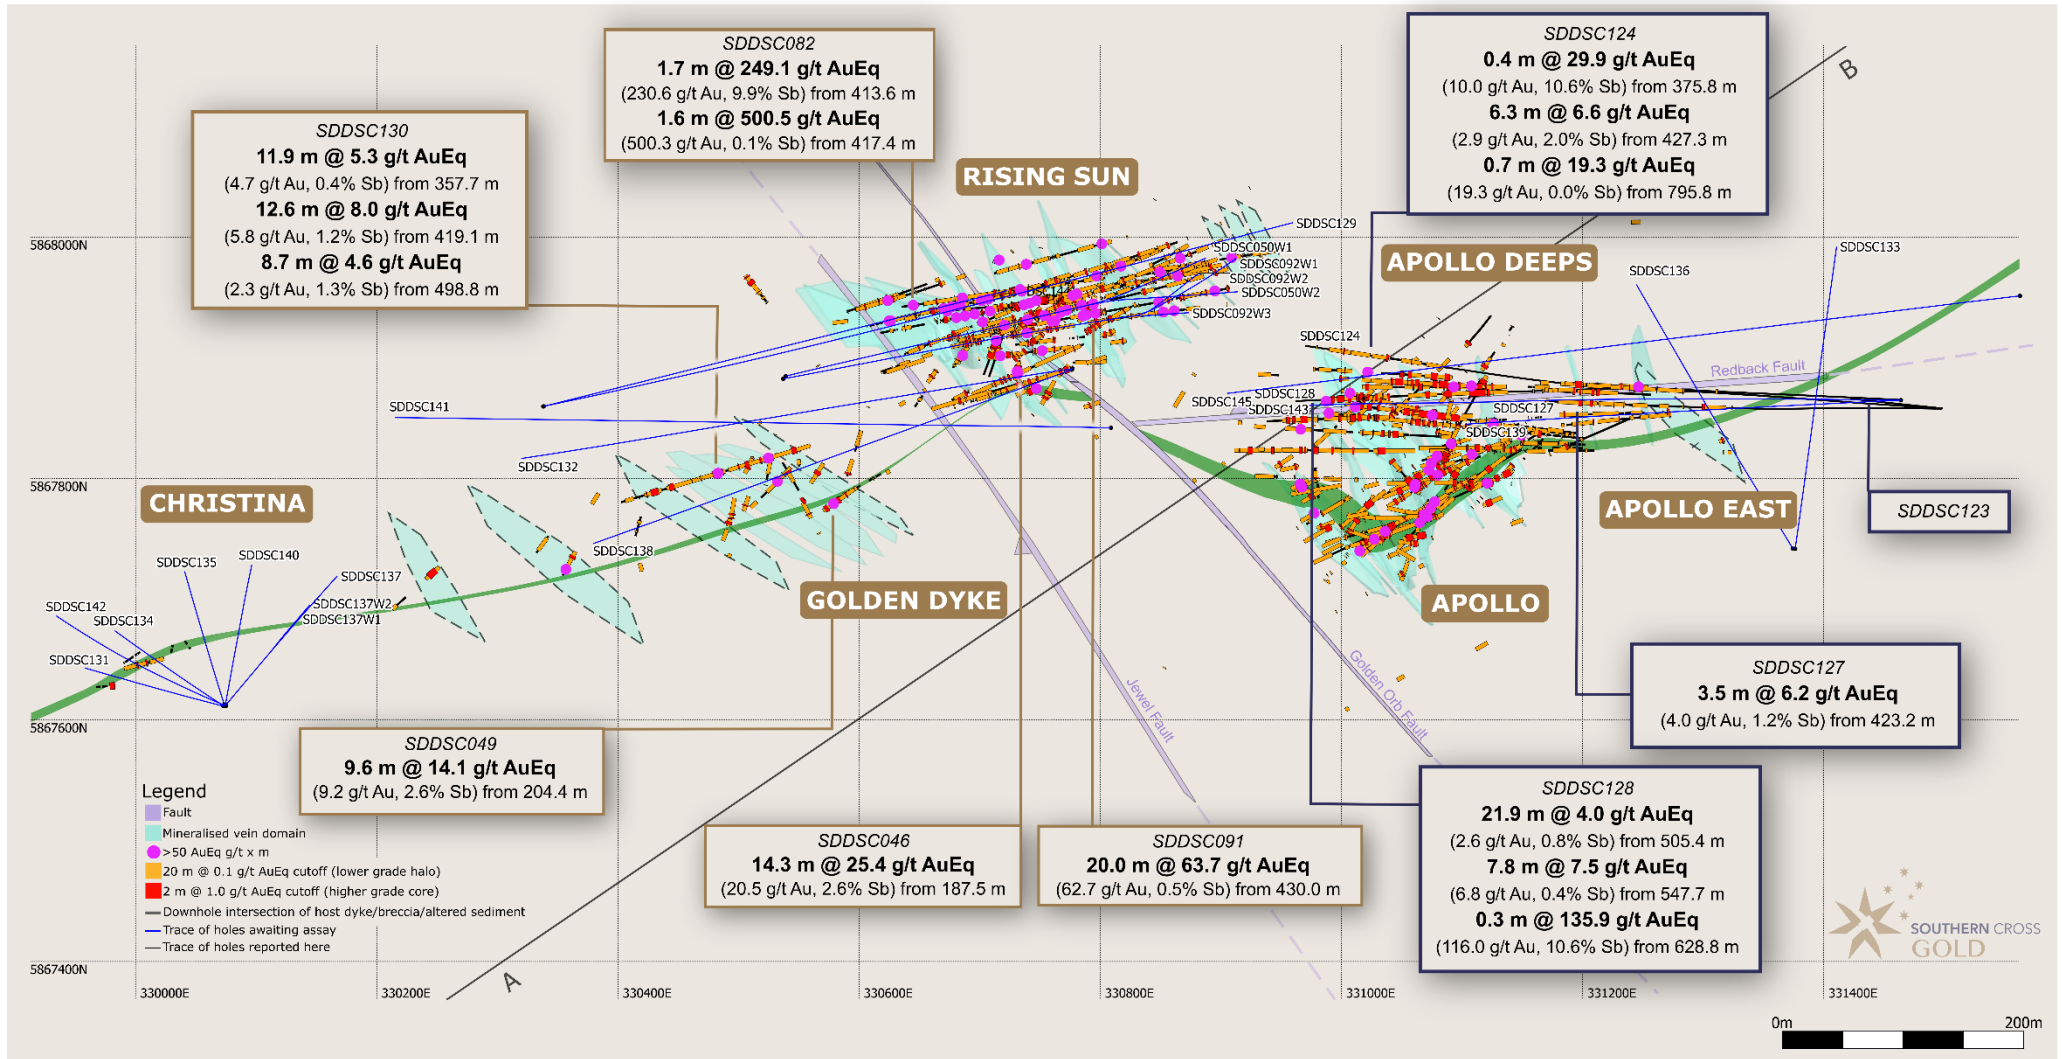 SDDSC082
1.7 m @ 249.1 g/t AuEq
(230.6 g/t Au, 9.9% Sb) from 413.6 m
1.6 m @ 500.5 g/t AuEq
(500.3 g/t Au, 0.1% Sb) from 417.4 m
SDDSC124
0.4 m @ 29.9 g/t AuEq
(10.0 g/t Au, 10.6% Sb) from 375.8 m
6.3 m @ 6.6 g/t AuEq
(2.9 g/t Au, 2.0% Sb) from 427.3 m
0.7 m @ 19.3 g/t AuEq
(19.3 g/t Au, 0.0% Sb) from 795.8 m
B
SDDSC130
11.9 m @ 5.3 g/t AuEq
(4.7 g/t Au, 0.4% Sb) from 357.7 m
12.6 m @ 8.0 g/t AuEq
(5.8 g/t Au, 1.2% Sb) from 419.1 m
8.7 m @ 4.6 g/t AuEq
(2.3 g/t Au, 1.3% Sb) from 498.8 m
RISING SUN
APOLLO DEEPS
5868000N
SDDSC129
SDDSC050W1
SDDSC092W1
SDDSC092W2
SDDSC050W2
SDDSC092W3
SDDSC133
SDDSC136
SDDSC124
Redback Fault
SDDSC128
SDDSC145
SDDSC143
SDDSC127
SDDSC139
SDDSC141
SDDSC132
5867800N
CHRISTINA
APOLLO EAST
SDDSC123
SDDSC138
SDDSC140
SDDSC135
SDDSC137
SDDSC137W2
SDDSC137W1
SDDSC142
SDDSC134
SDDSC131
GOLDEN DYKE
APOLLO
Jewel Fault
Golden Orb Fault
5867600N
SDDSC127
3.5 m @ 6.2 g/t AuEq
(4.0 g/t Au, 1.2% Sb) from 423.2 m
SDDSC049
9.6 m @ 14.1 g/t AuEq
(9.2 g/t Au, 2.6% Sb) from 204.4 m
SDDSC046
14.3 m @ 25.4 g/t AuEq
(20.5 g/t Au, 2.6% Sb) from 187.5 m
SDDSC091
20.0 m @ 63.7 g/t AuEq
(62.7 g/t Au, 0.5% Sb) from 430.0 m
SDDSC128
21.9 m @ 4.0 g/t AuEq
(2.6 g/t Au, 0.8% Sb) from 505.4 m
7.8 m @ 7.5 g/t AuEq
(6.8 g/t Au, 0.4% Sb) from 547.7 m
0.3 m @ 135.9 g/t AuEq
(116.0 g/t Au, 10.6% Sb) from 628.8 m
Legend
Fault
Mineralised vein domain
>50 AuEq g/t x m
20 m @ 0.1 g/t AuEq cutoff (lower grade halo)
2 m @ 1.0 g/t AuEq cutoff (higher grade core)
Downhole intersection of host dyke/breccia/altered sediment
Trace of holes awaiting assay
Trace of holes reported here
SOUTHERN CROSS
GOLD
5867400N
A
330000E
330200E
330400E
330600E
330800E
331000E
331200E
331400E
0m
200m